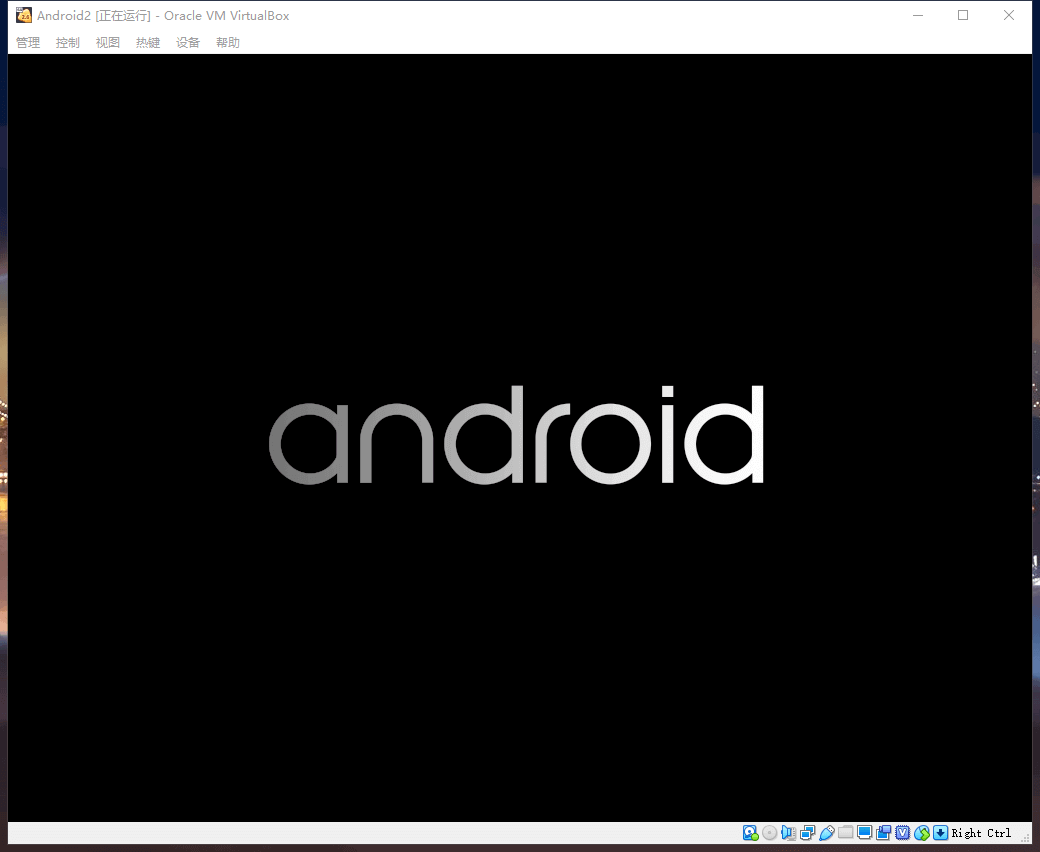 Android2 [正在运行] - Oracle VM VirtualBox
管理 控制 视图 热键 设备 帮助
android
Right Ctrl